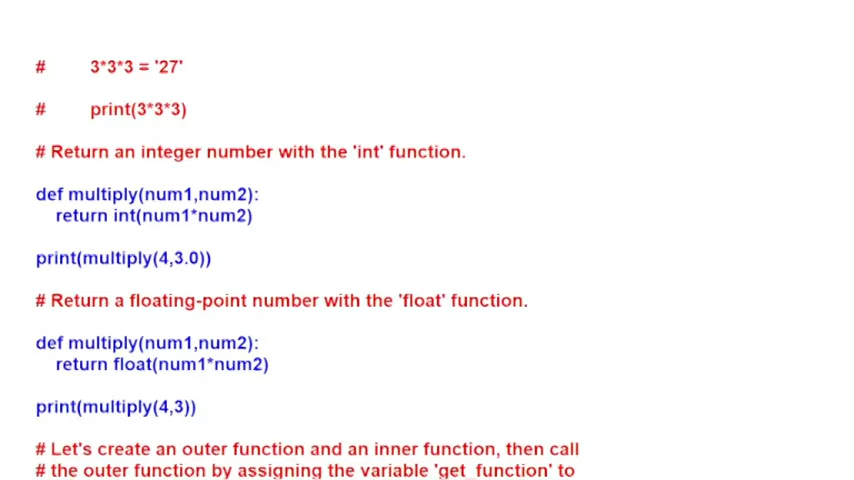 # 3*3*3 = '27'
# print(3*3*3)
# Return an integer number with the 'int' function.
def multiply(num1,num2):
return int(num1*num2)
print(multiply(4,3.0))
# Return a floating-point number with the 'float' function.
def multiply(num1,num2):
return float(num1*num2)
print(multiply(4,3))
# Let's create an outer function and an inner function, then call
# the outer function by assigning the variable 'get_function' to